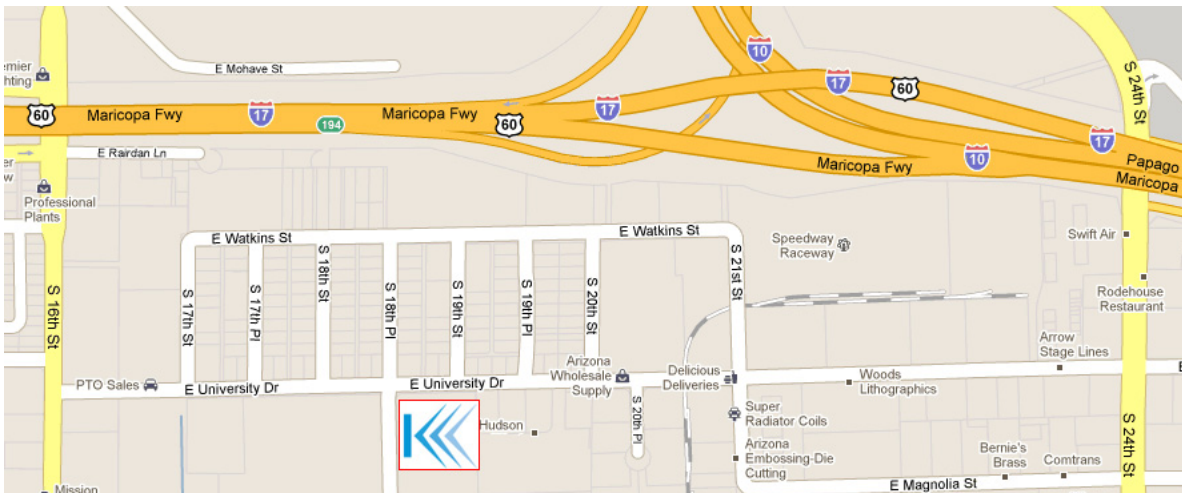 E Mohave St
10
17
60
S 24th St
60
Maricopa Fwy
17
194
Maricopa Fwy
60
17
17
10
Maricopa Fwy
Papago
Maricopa
E Rairdan Ln
Professional
Plants
E Watkins St
E Watkins St
Speedway
Raceway
Swift Air
S 16th St
S 17th St
S 17th Pl
S 18th St
S 18th Pl
S 19th St
S 19th Pl
S 20th St
S 21st St
Rodehouse
Restaurant
Arrow
Stage Lines
PTO Sales
E University Dr
E University Dr
Arizona
Wholesale
Supply
Delicious
Deliveries
Woods
Lithographics
S 20th Pl
Super
Radiator Coils
Hudson
Arizona
Embossing-Die
Cutting
S 24th St
Bernie's
Brass
Comtrans
E Magnolia St
Mission
K